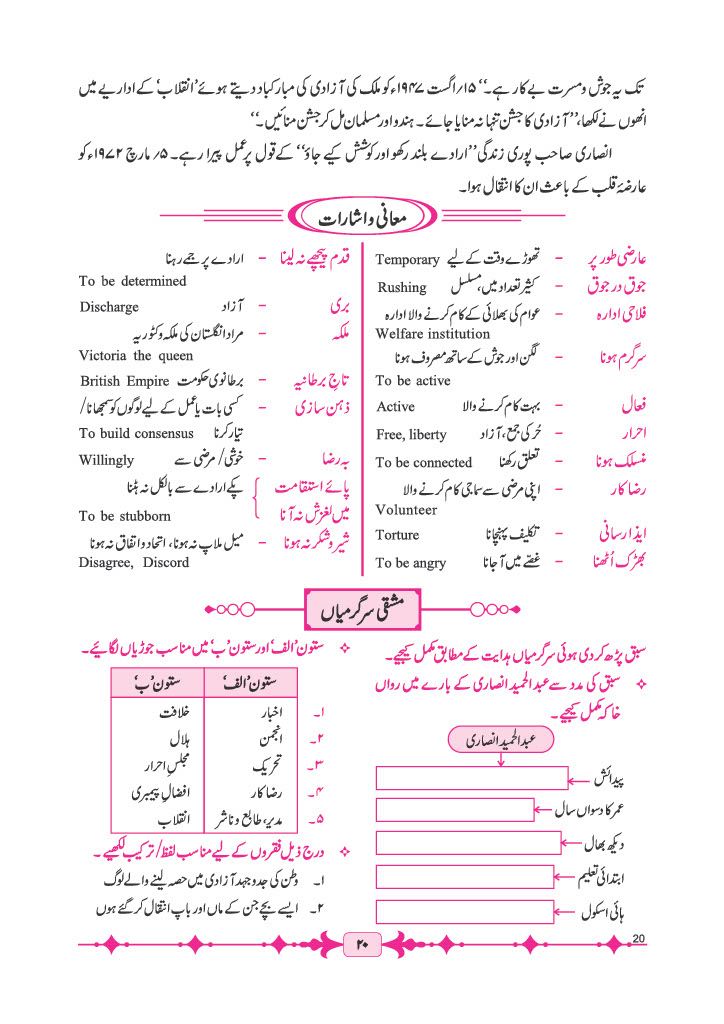 تک یہ جوش و مسرت بے کار ہے۔“ ۱۵؍اگست ۱۹۴۷ء کو ملک کی آزادی کی مبارکباد دیتے ہوئے ’انقلاب‘ کے اداریے میں
انھوں نے لکھا، ”آزادی کا جشن تنہا نہ منایا جائے۔ ہندو اور مسلمان مل کر جشن منائیں۔“
انصاری صاحب پوری زندگی ”ارادے بلند رکھو اور کوشش کیے جاؤ“ کے قول پر عمل پیرا رہے۔ ۵؍ مارچ ۱۹۷۲ء کو
عارضۂ قلب کے باعث ان کا انتقال ہوا۔
معانی و اشارات
عارضی طور پر – تھوڑے وقت کے لیے Temporary
جوق در جوق – کثیر تعداد میں، مسلسل Rushing
فلاحی ادارہ – عوام کی بھلائی کے کام کرنے والا ادارہ
Welfare institution
سرگرم ہونا – لگن اور جوش کے ساتھ مصروف ہونا
To be active
فعال – بہت کام کرنے والا Active
احرار – حُر کی جمع، آزاد Free, liberty
منسلک ہونا – تعلق رکھنا To be connected
رضا کار – اپنی مرضی سے سماجی کام کرنے والا
Volunteer
ایذا رسانی – تکلیف پہنچانا Torture
بھڑک اُٹھنا – غصّے میں آجانا To be angry
قدم پیچھے نہ لینا – ارادے پر جمے رہنا
To be determined
بری – آزاد Discharge
ملکہ – مراد انگلستان کی ملکہ وکٹوریہ
Victoria the queen
تاجِ برطانیہ – برطانوی حکومت British Empire
ذہن سازی – کسی بات یا عمل کے لیے لوگوں کو سمجھانا/
تیار کرنا To build consensus
بہ رضا – خوشی/ مرضی سے Willingly
پائے استقامت } پکے ارادے سے بالکل نہ ہٹنا
میں لغزش نہ آنا To be stubborn
شیر و شکر نہ ہونا – میل ملاپ نہ ہونا، اتحاد و اتفاق نہ ہونا
Disagree, Discord
مشقی سرگرمیاں
سبق پڑھ کر دی ہوئی سرگرمیاں ہدایت کے مطابق مکمل کیجیے۔
سبق کی مدد سے عبدالحمید انصاری کے بارے میں رواں
خاکہ مکمل کیجیے۔
عبدالحمید انصاری
پیدائش
عمر کا دسواں سال
دیکھ بھال
ابتدائی تعلیم
ہائی اسکول
ستون ’الف‘ اور ستون ’ب‘ میں مناسب جوڑیاں لگائیے۔
ستون ’الف‘ ستون ’ب‘
۱۔ اخبار خلافت
۲۔ انجمن ہلال
۳۔ تحریک مجلسِ احرار
۴۔ رضا کار افضال پیمبری
۵۔ مدیر، طابع و ناشر انقلاب
درج ذیل فقروں کے لیے مناسب لفظ/ ترکیب لکھیے۔
۱۔ وطن کی جدوجہد آزادی میں حصہ لینے والے لوگ
۲۔ ایسے بچے جن کے ماں اور باپ انتقال کر گئے ہوں
۲۰
20